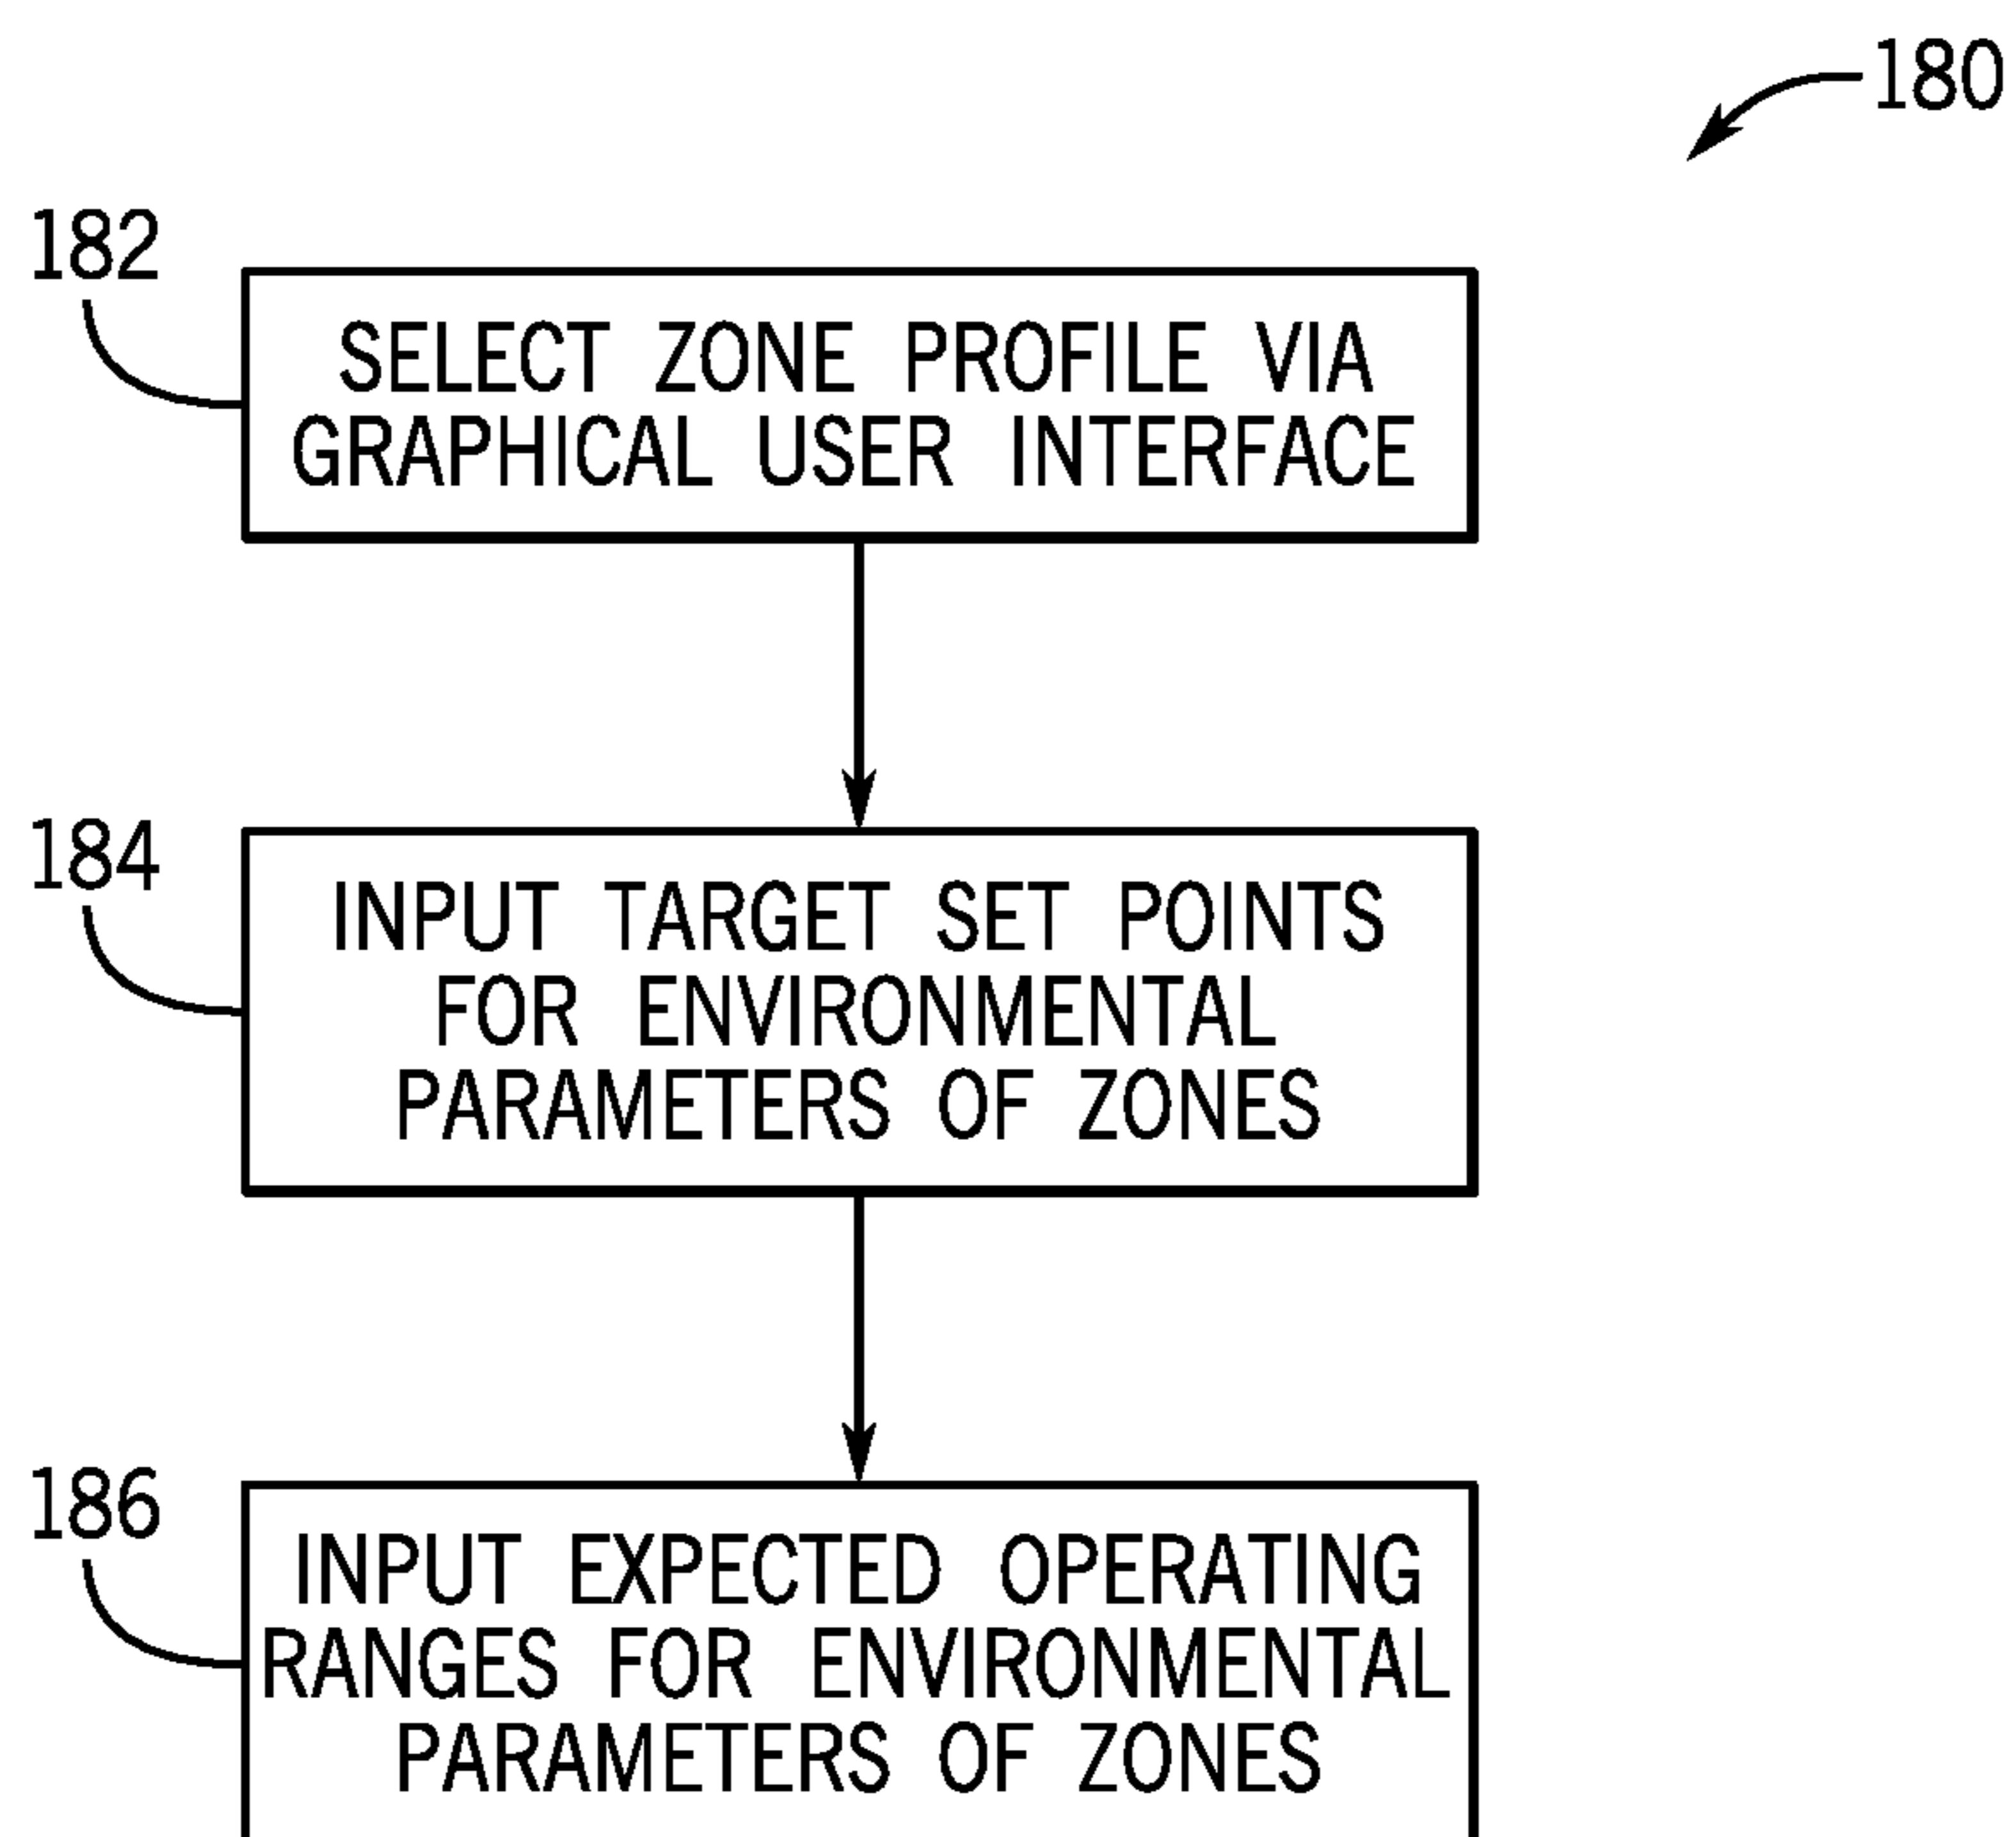 180
182
SELECT ZONE PROFILE VIA
GRAPHICAL USER INTERFACE
184
INPUT TARGET SET POINTS
FOR ENVIRONMENTAL
PARAMETERS OF ZONES
186
INPUT EXPECTED OPERATING
RANGES FOR ENVIRONMENTAL
PARAMETERS OF ZONES